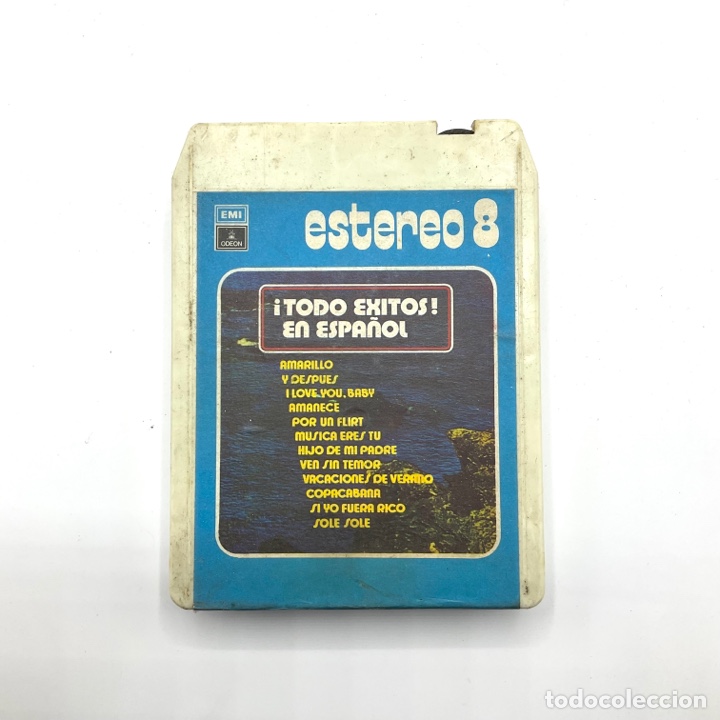 EMI
ODEON
estereo 8
¡TODO EXITOS!
EN ESPAÑOL
AMARILLO
Y DESPUES
I LOVE YOU, BABY
AMANECE
POR UN FLIRT
MUSICA ERES TU
HIJO DE MI PADRE
VEN SIN TEMOR
VACACIONES DE VERANO
COPACABANA
SI YO FUERA RICO
SOLE SOLE
todocoleccion